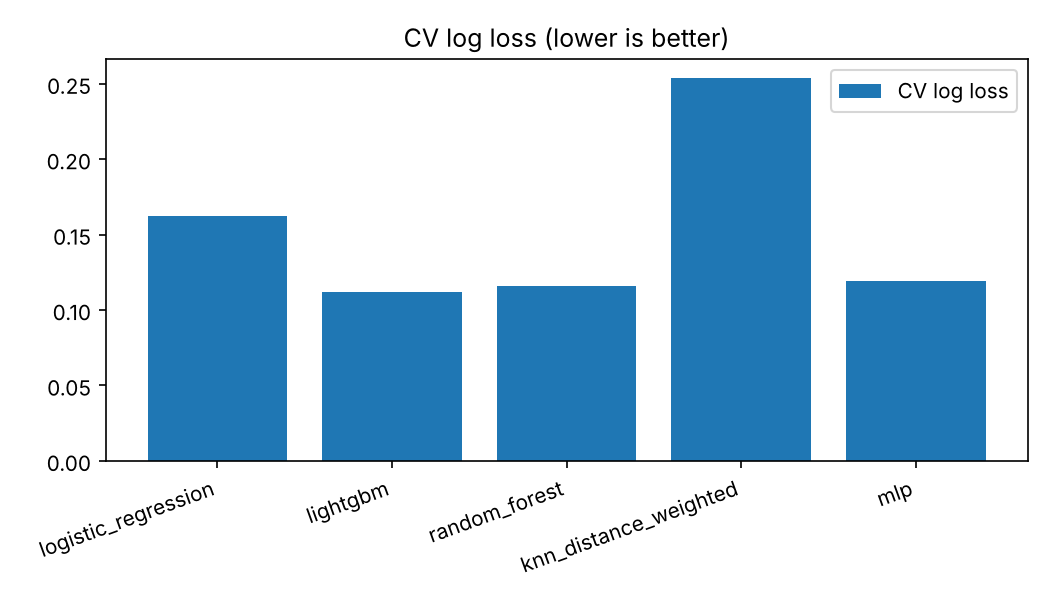 CV log loss (lower is better)
CV log loss
0.25
0.20
0.15
0.10
0.05
0.00
logistic_regression
lightgbm
random_forest
knn_distance_weighted
mlp